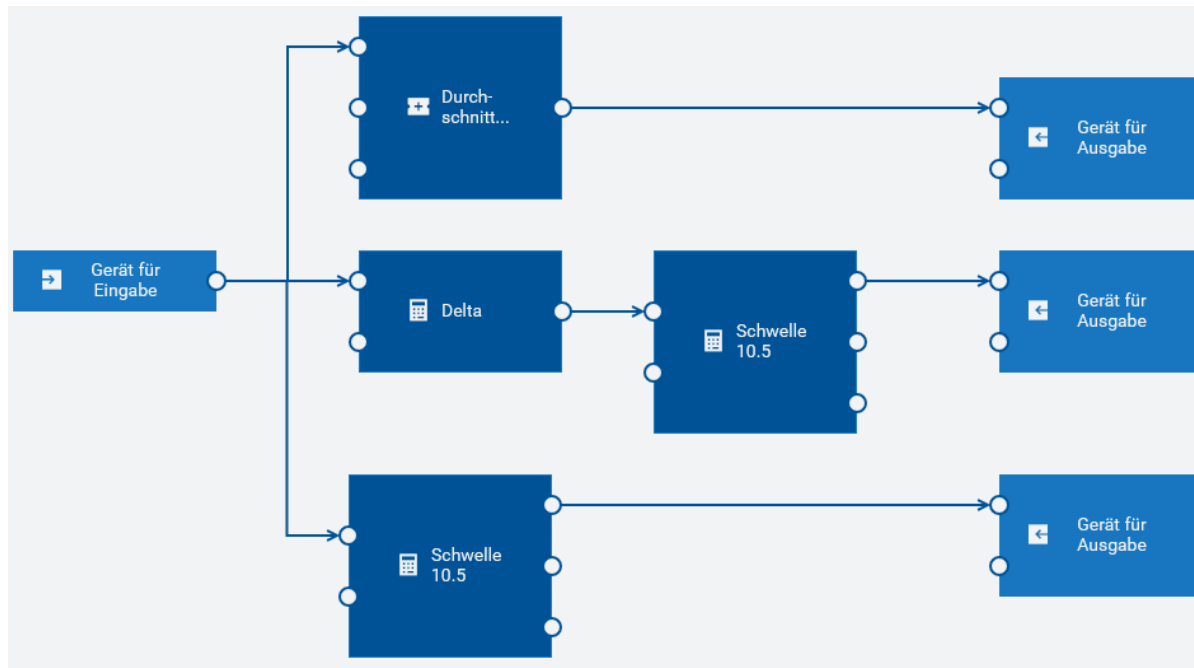 Durch-
schnitt...
Gerät für
Ausgabe
Gerät für
Eingabe
Delta
Schwelle
10.5
Gerät für
Ausgabe
Schwelle
10.5
Gerät für
Ausgabe